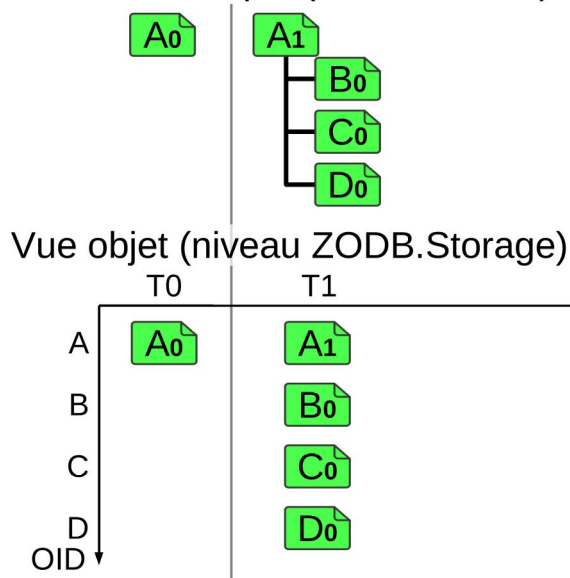 A0 A1
B0
C0
D0
Vue objet (niveau ZODB.Storage)
T0 T1
A A0 A1
B B0
C C0
D D0
OID